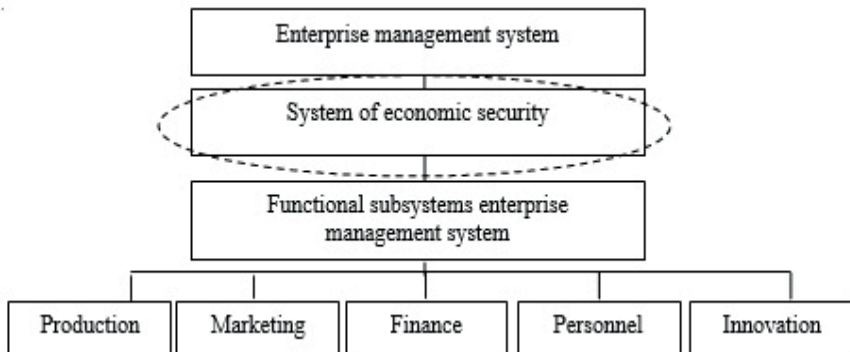 Enterprise management system
System of economic security
Functional subsystems enterprise
management system
Production
Marketing
Finance
Personnel
Innovation